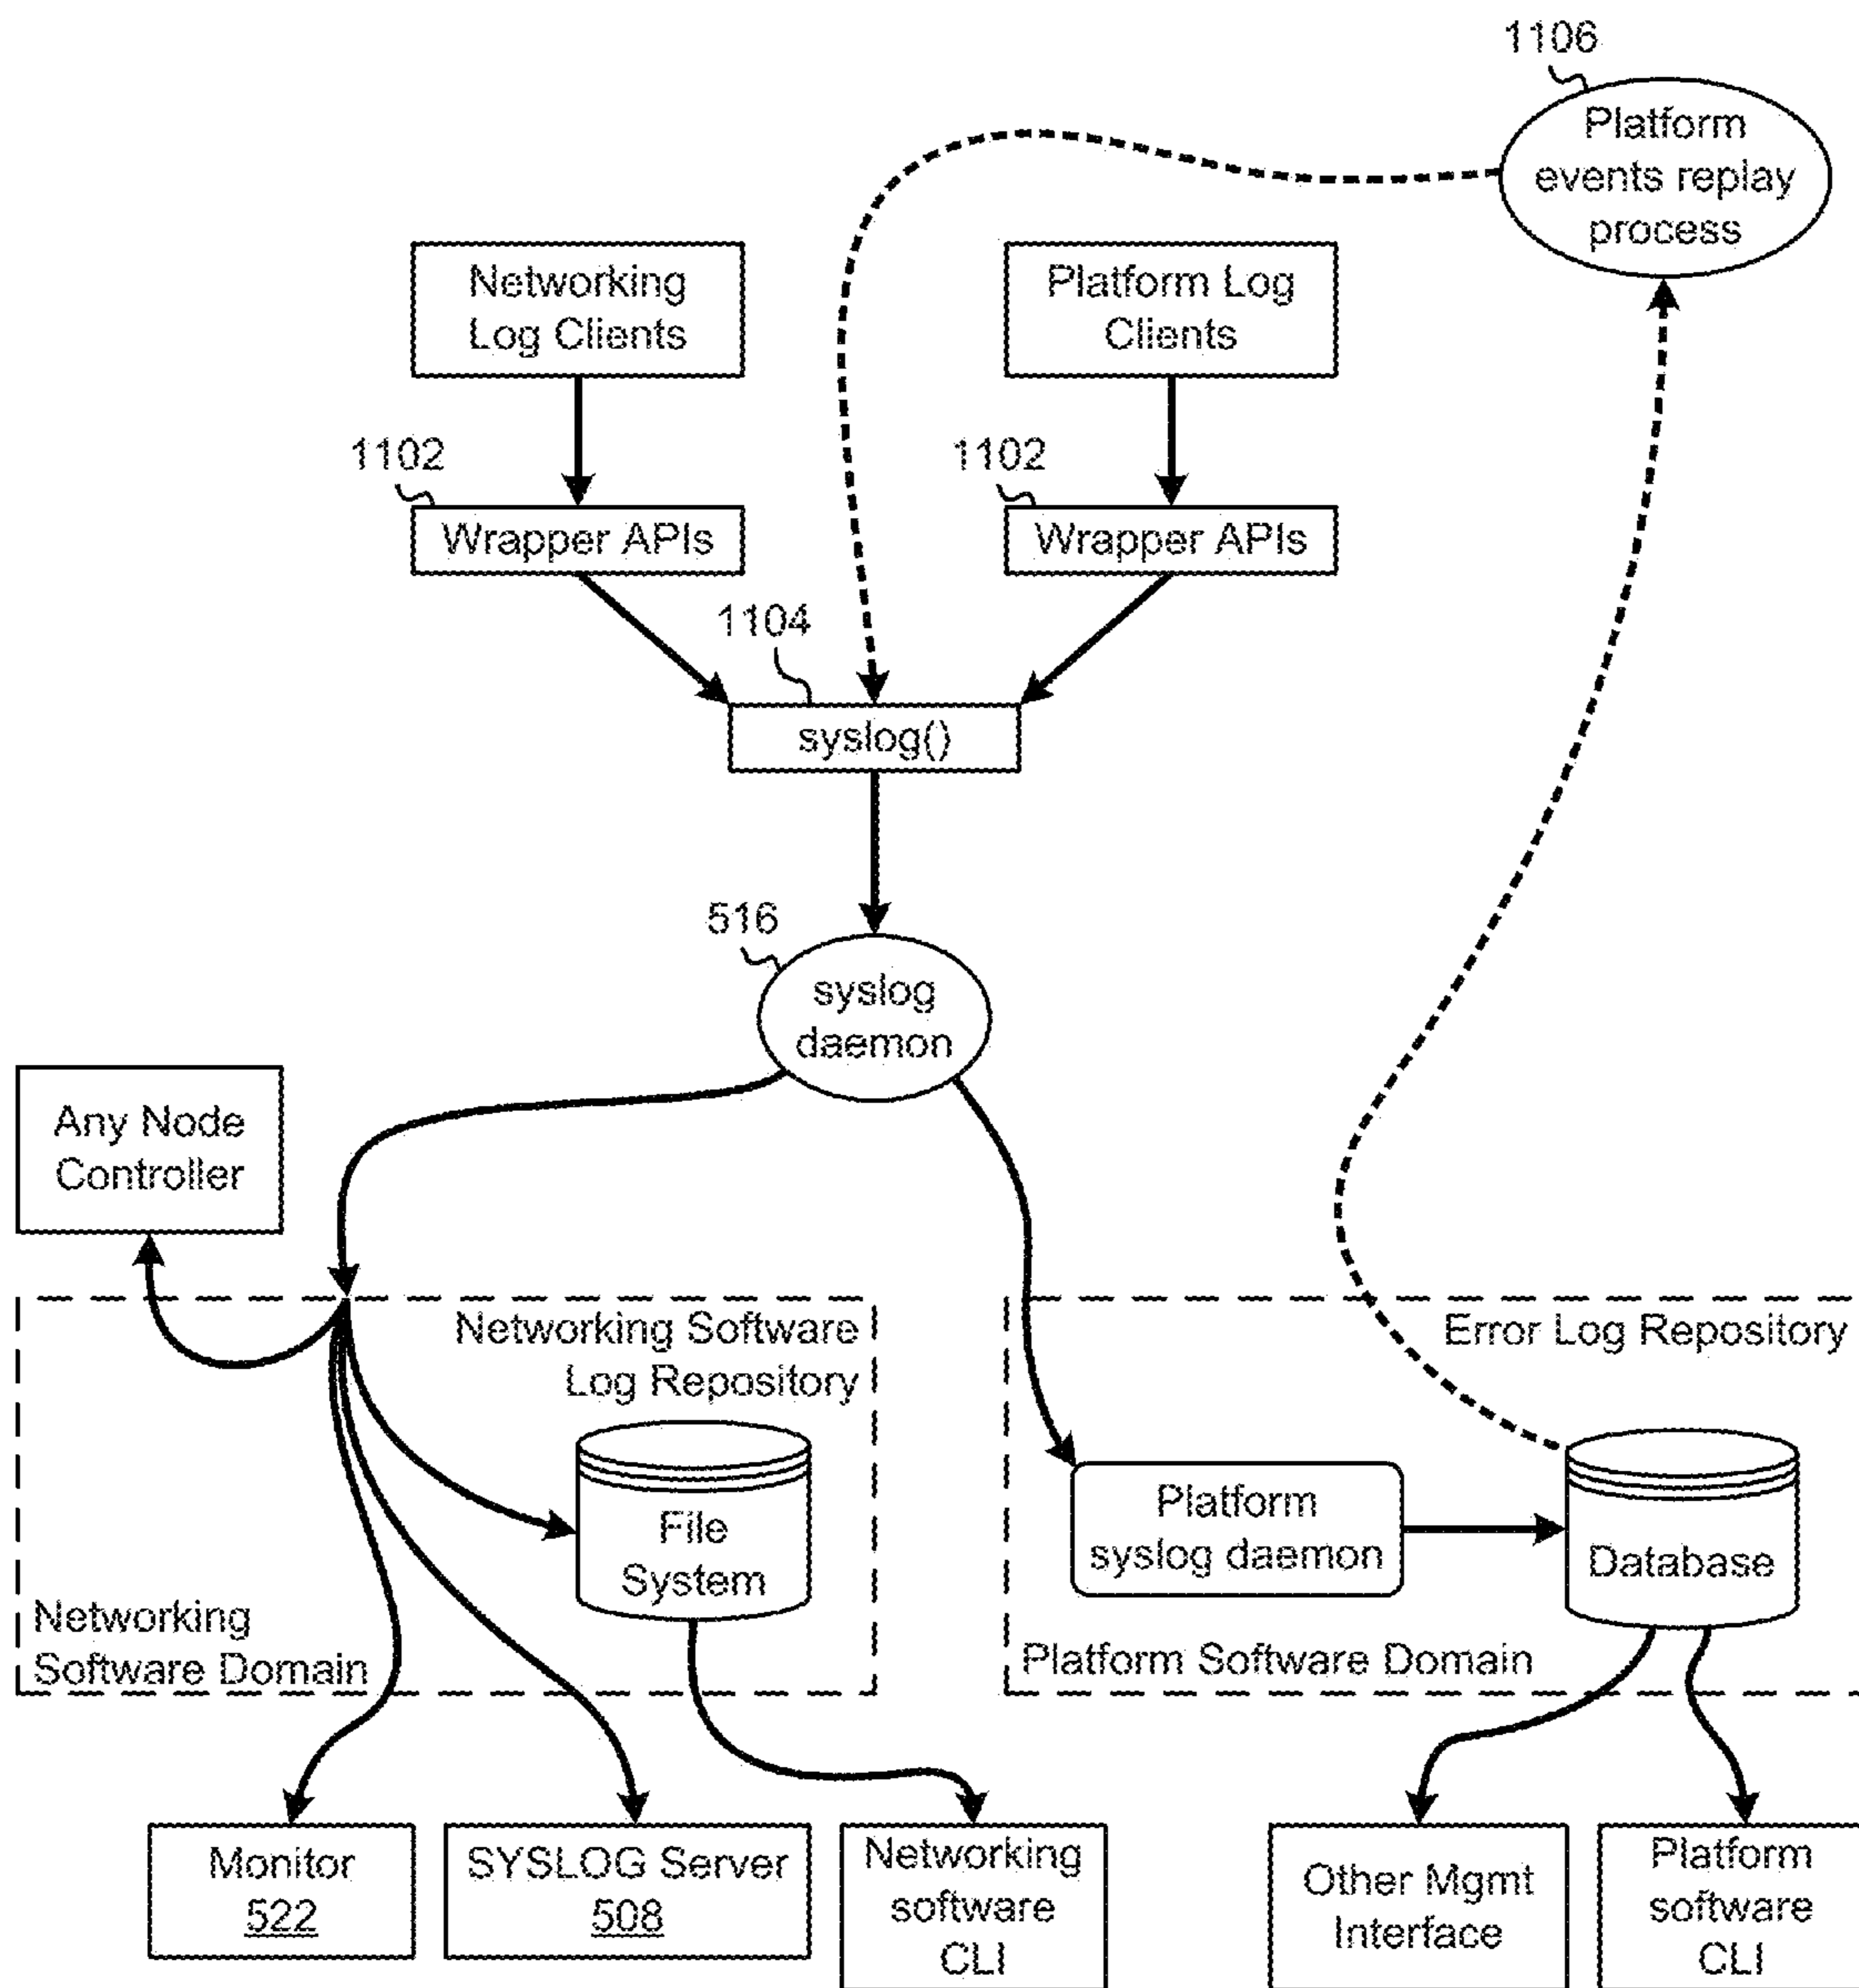 1106
Platform
events replay
process
Networking
Log Clients
Platform Log
Clients
1102
1102
Wrapper APIs
Wrapper APIs
1104
syslog()
516
syslog
daemon
Any Node
Controller
Networking Software
Log Repository
Error Log Repository
File
System
Platform
syslog daemon
Database
Networking
Software Domain
Platform Software Domain
Monitor
522
SYSLOG Server
508
Networking
software
CLI
Other Mgmt
Interface
Platform
software
CLI